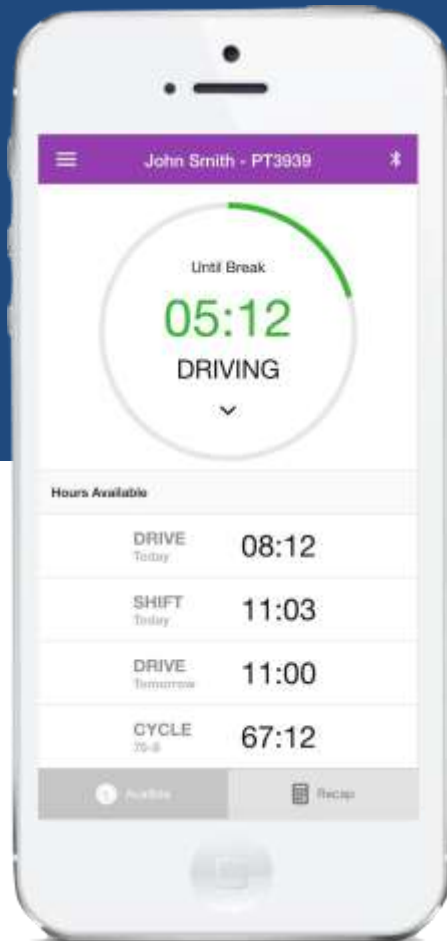 John Smith - PT3939
Until Break
05:12
DRIVING
Hours Available
DRIVE 08:12
Today
SHIFT 11:03
Today
DRIVE 11:00
Tomorrow
CYCLE 67:12
70-8
Recap